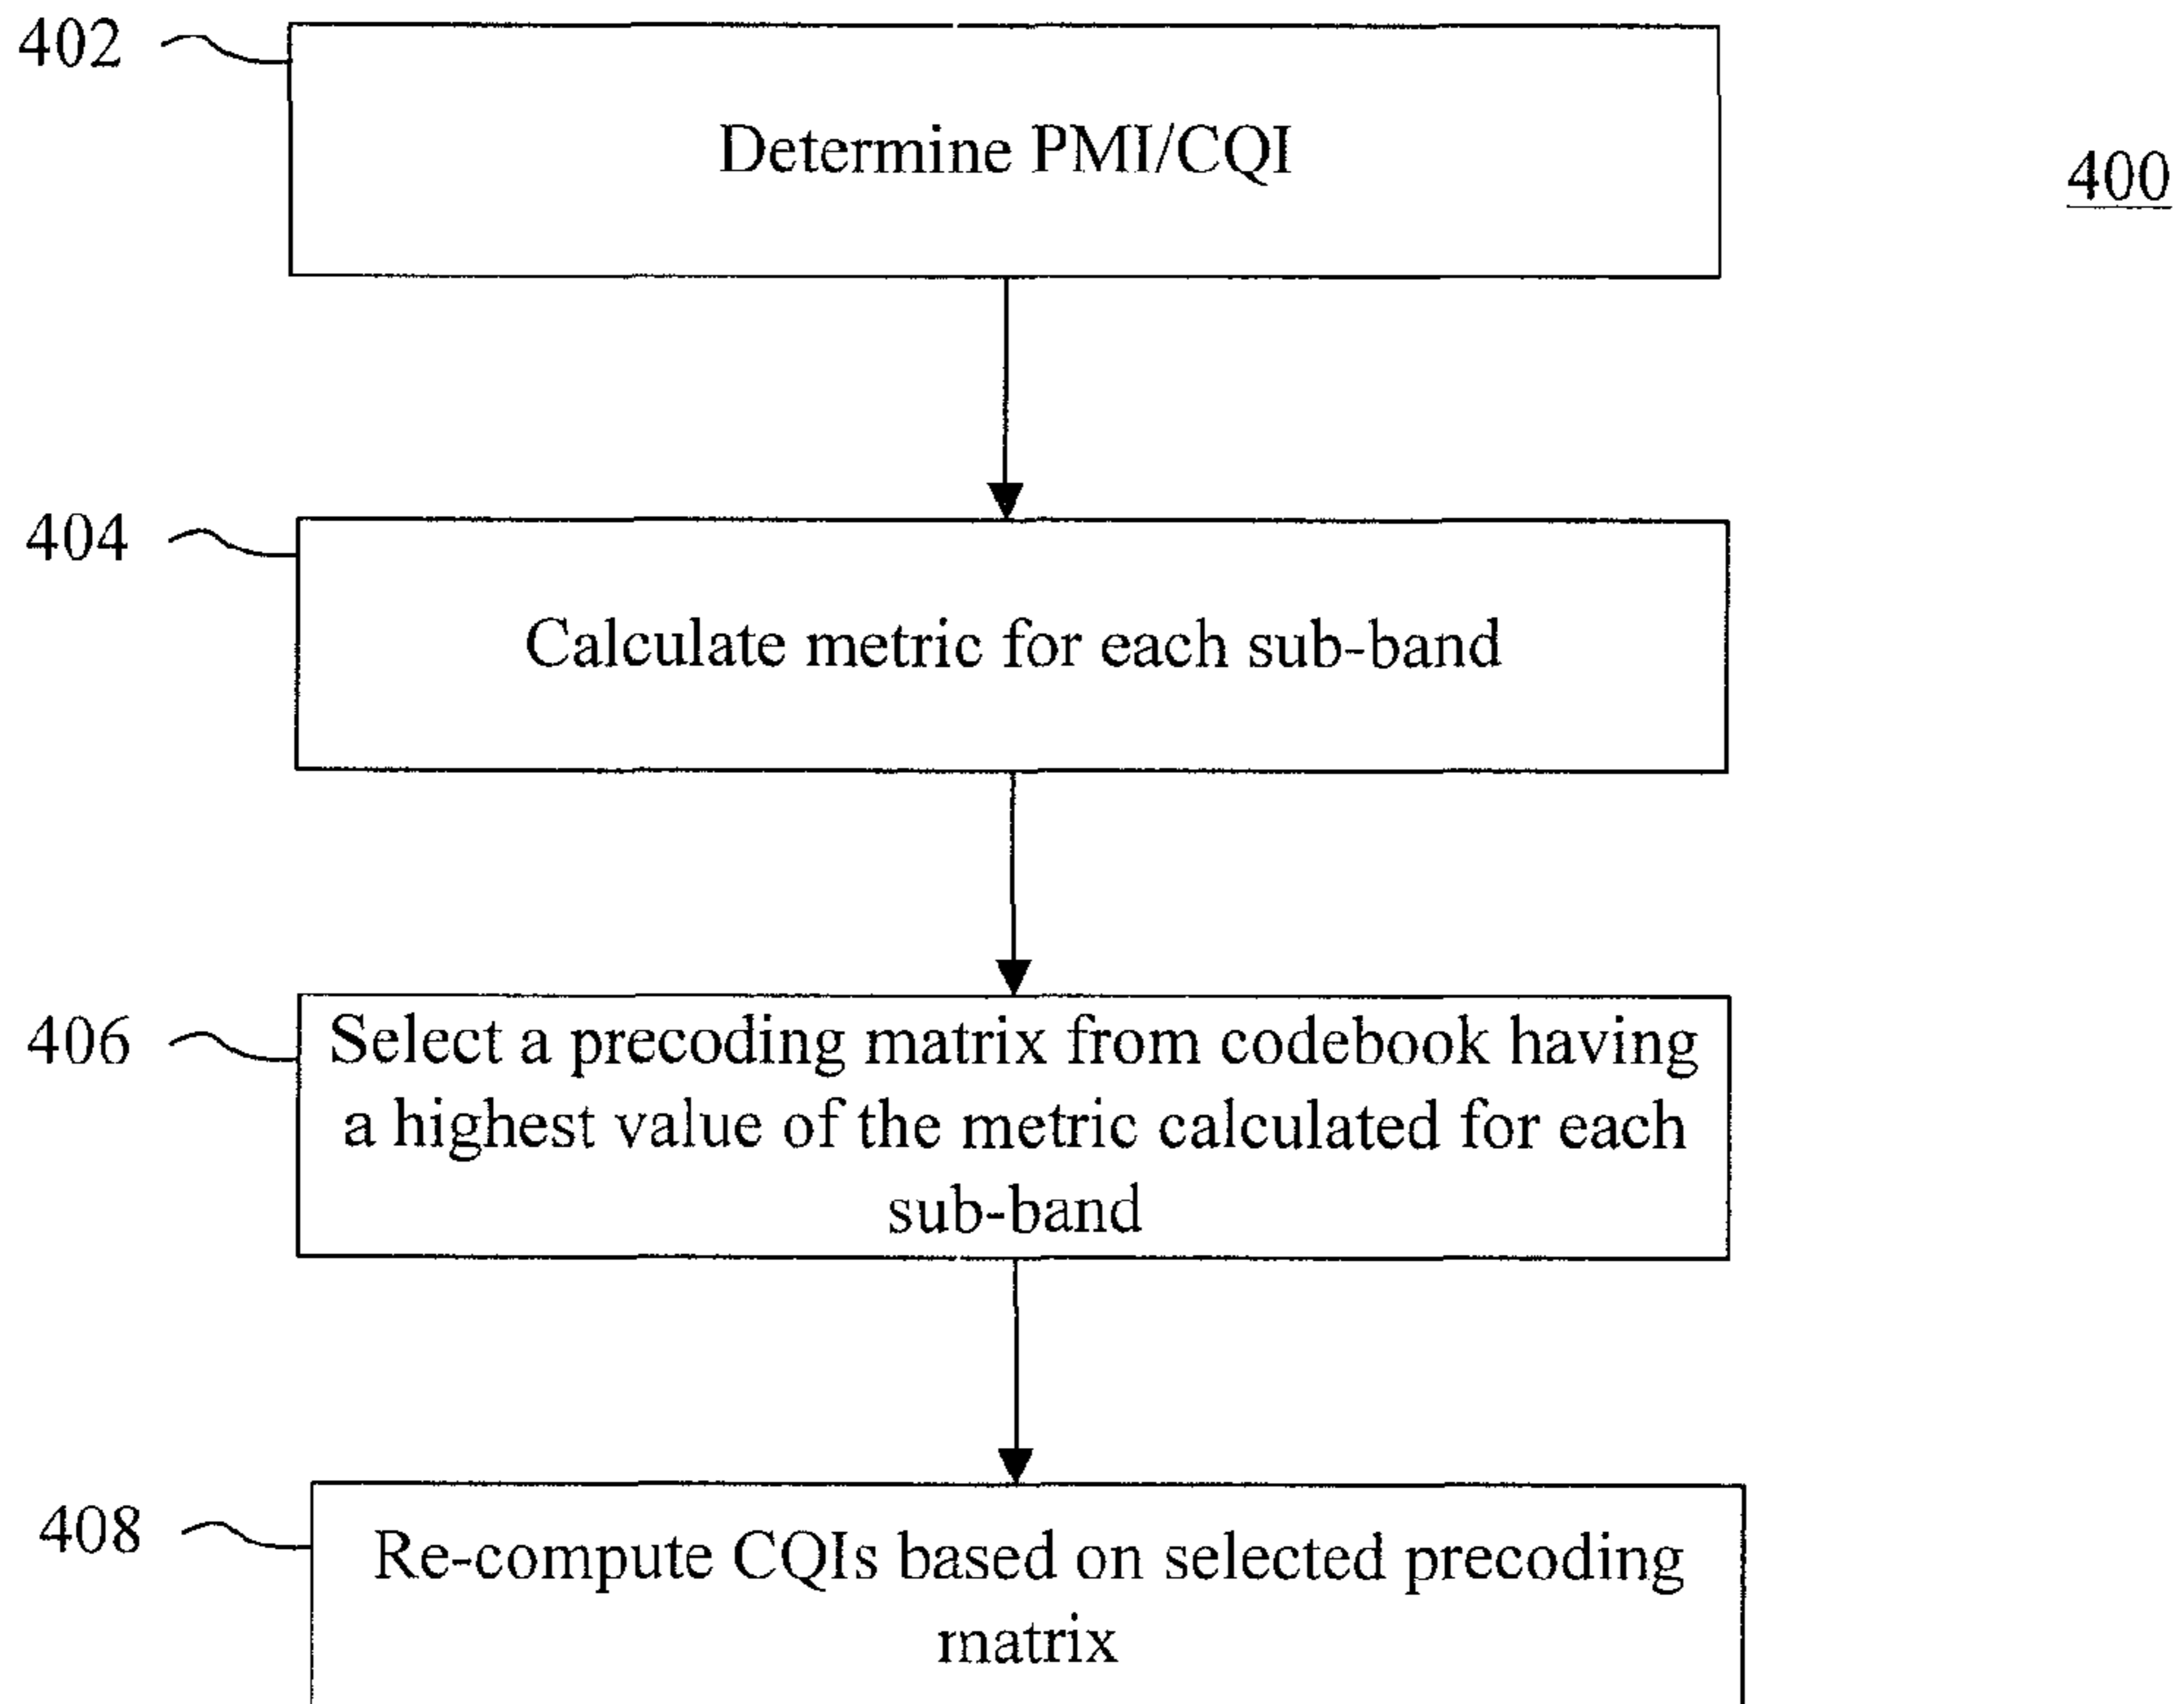 402
Determine PMI/CQI
400
404
Calculate metric for each sub-band
406
Select a precoding matrix from codebook having
a highest value of the metric calculated for each
sub-band
408
Re-compute CQIs based on selected precoding
matrix